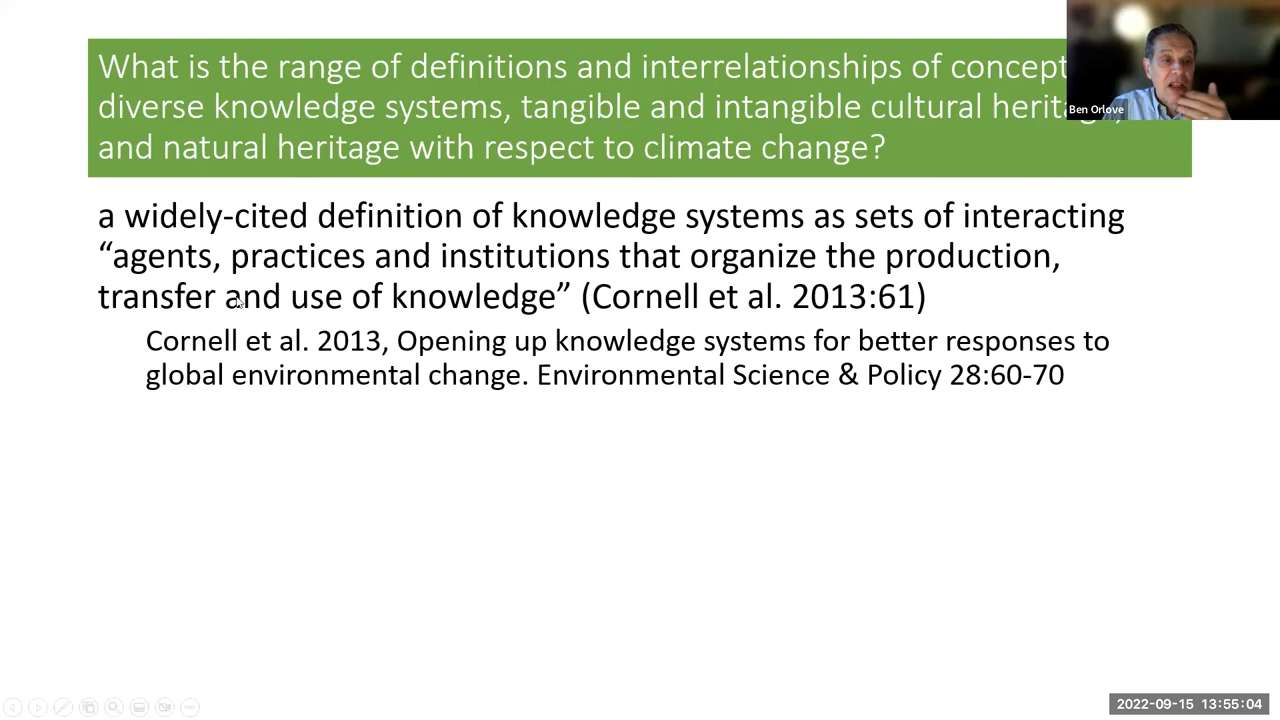 What is the range of definitions and interrelationships of concept
diverse knowledge systems, tangible and intangible cultural
and natural heritage with respect to climate change?
Ben Orlove
a widely-cited definition of knowledge systems as sets of interacting
“agents, practices and institutions that organize the production,
transfer and use of knowledge” (Cornell et al. 2013:61)
Cornell et al. 2013, Opening up knowledge systems for better responses to
global environmental change. Environmental Science & Policy 28:60-70
2022-09-15 13:55:04